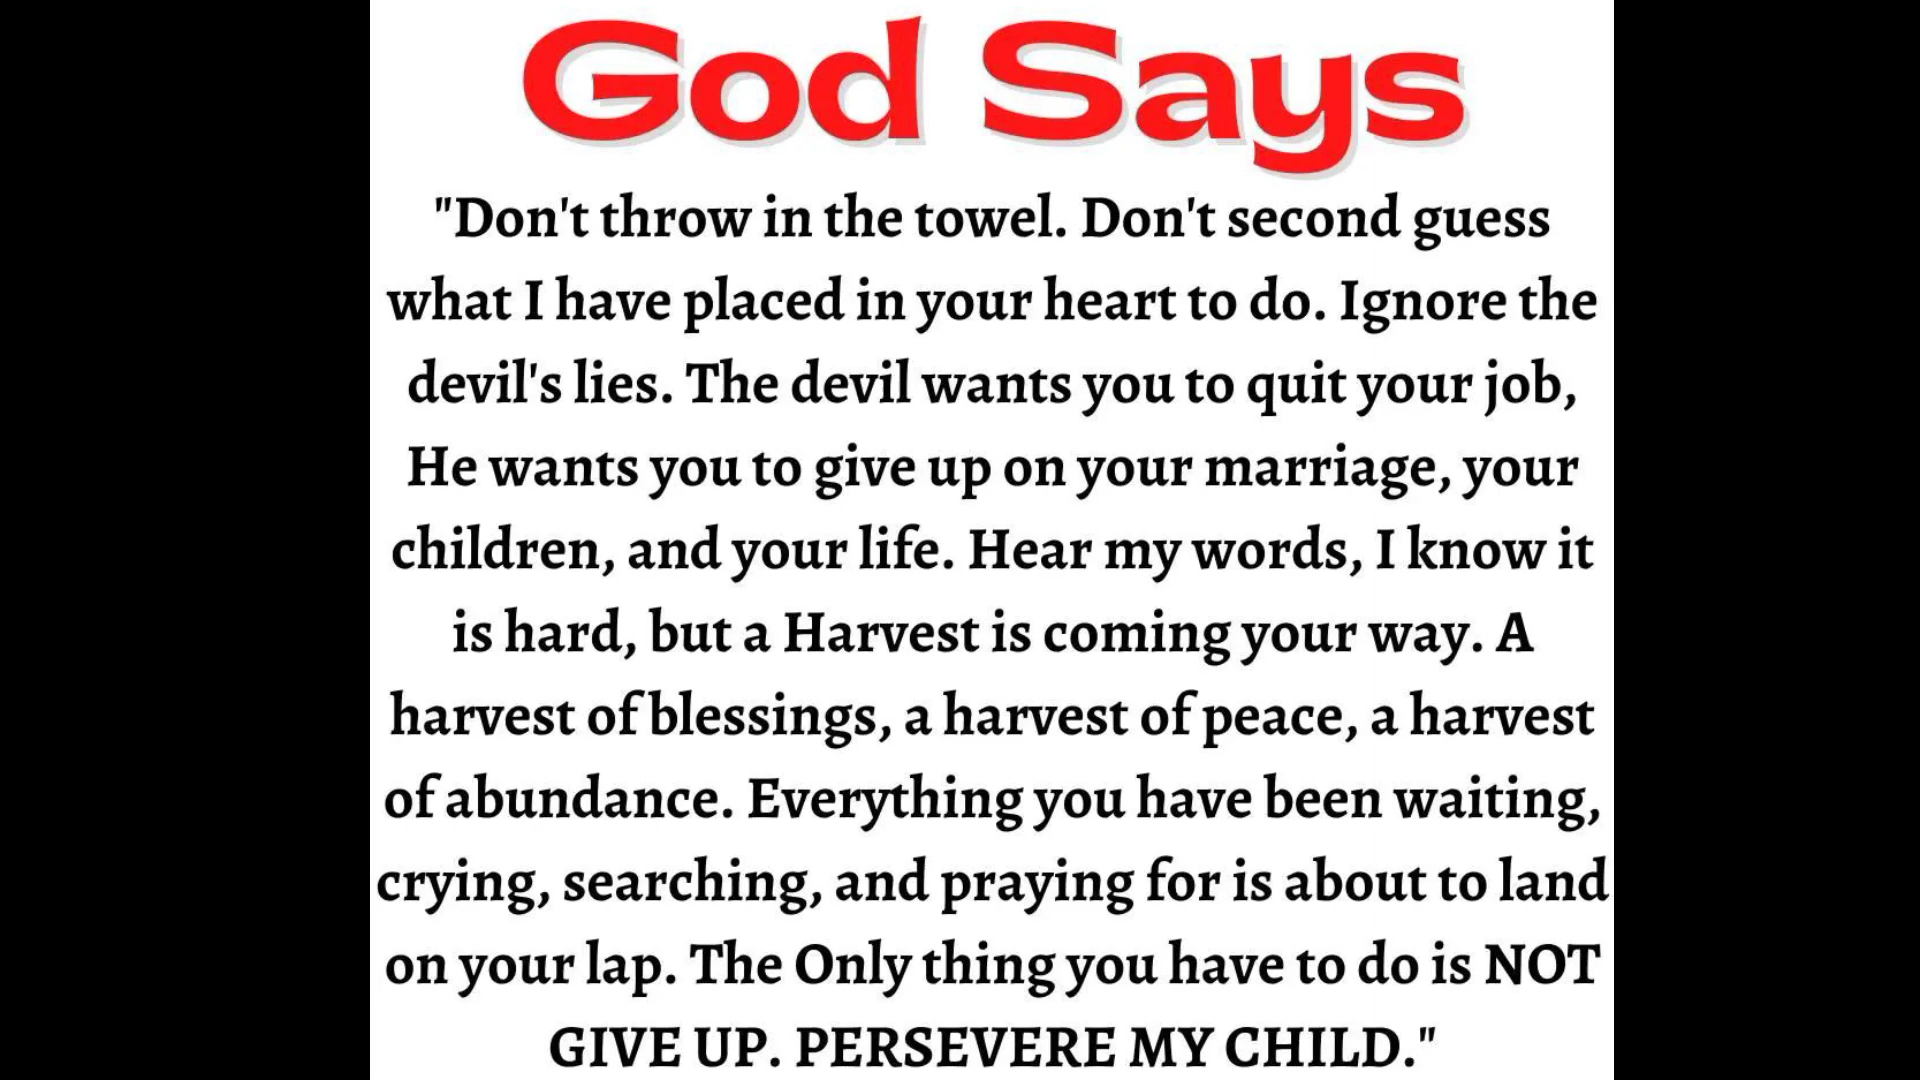 God Says
"Don't throw in the towel. Don't second guess
what I have placed in your heart to do. Ignore the
devil's lies. The devil wants you to quit your job,
He wants you to give up on your marriage, your
children, and your life. Hear my words, I know it
is hard, but a Harvest is coming your way. A
harvest of blessings, a harvest of peace, a harvest
of abundance. Everything you have been waiting,
crying, searching, and praying for is about to land
on your lap. The Only thing you have to do is NOT
GIVE UP. PERSEVERE MY CHILD."